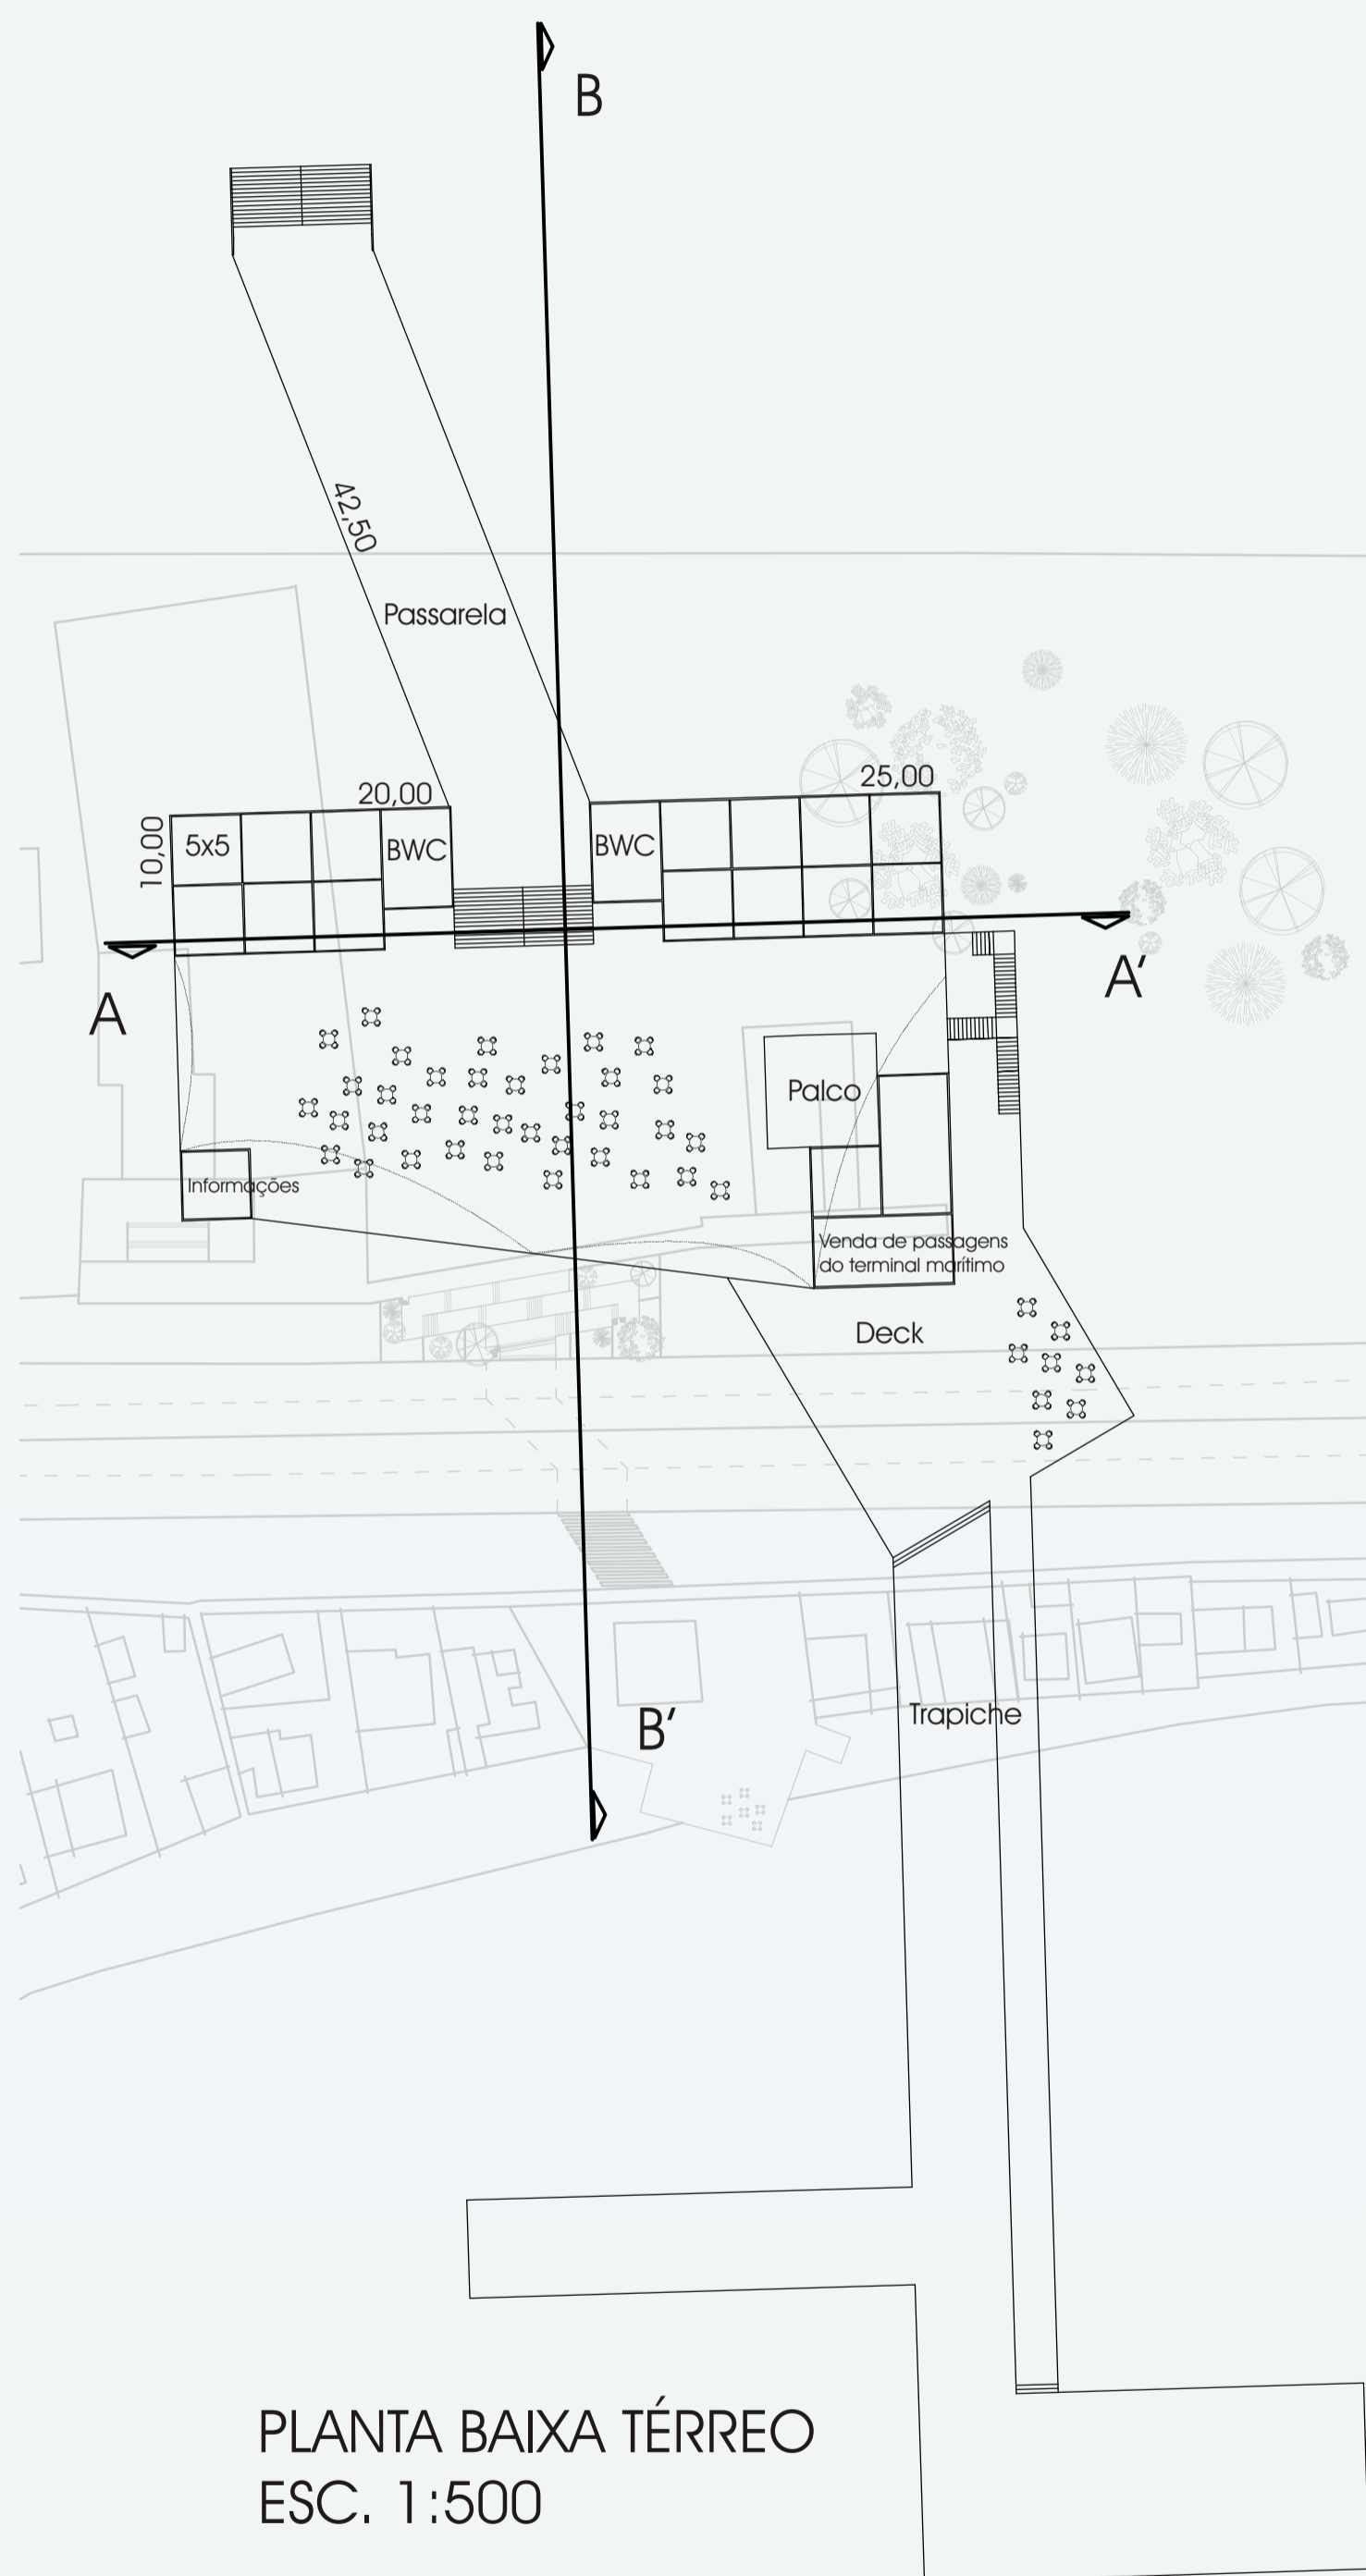 B
42,50
Passarela
20,00
25,00
10,00
5x5
BWC
BWC
A
A'
Palco
Informações
Venda de passagens
do terminal marítimo
Deck
B'
Trapiche
PLANTA BAIXA TÉRREO
ESC. 1:500